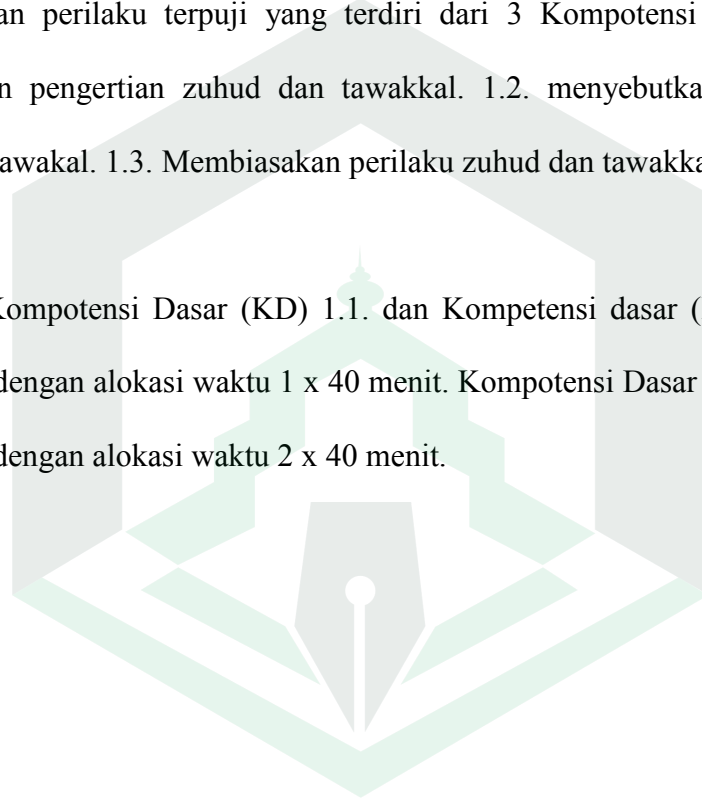 perilaku terpuji yang terdiri dari 3 Kompotensi
pengertian zuhud dan tawakkal. 1.2. menyebutka
awakal. 1.3. Membiasakan perilaku zuhud dan tawakka
Kompotensi Dasar (KD) 1.1. dan Kompetensi dasar (
dengan alokasi waktu 1 x 40 menit. Kompotensi Dasar
dengan alokasi waktu 2 x 40 menit.